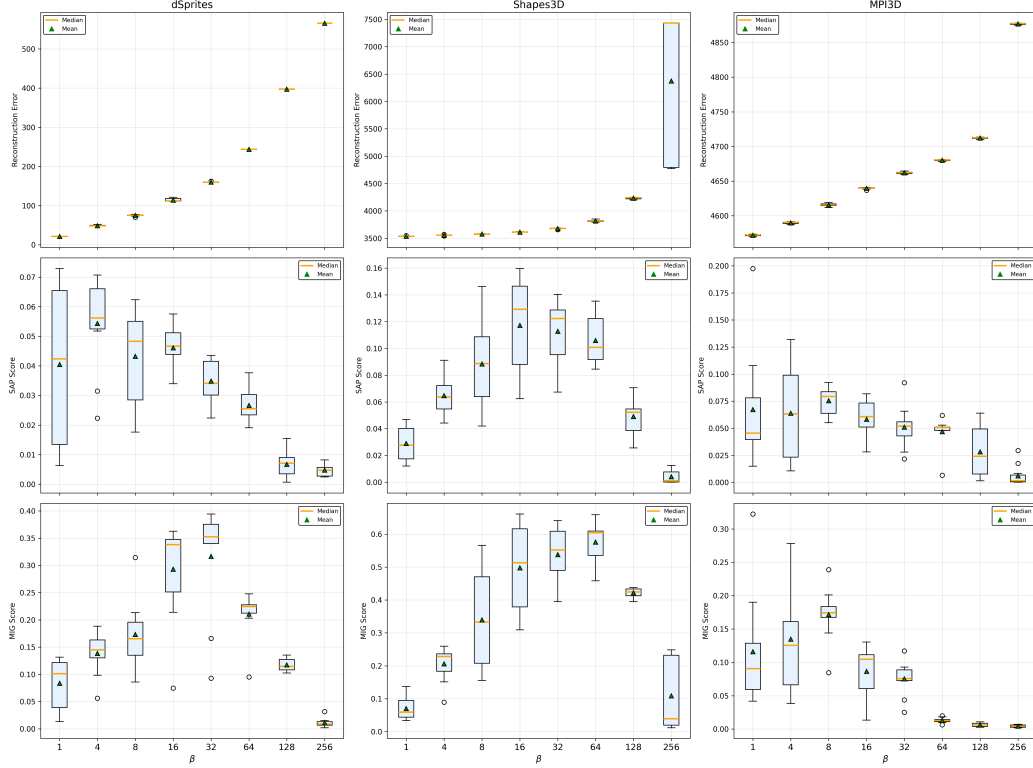 dSprites
Shapes3D
MPI3D
Median
Mean
Median
Mean
Median
Mean
Reconstruction Error
500
400
300
200
100
0
Reconstruction Error
7500
7000
6500
6000
5500
5000
4500
4000
3500
Reconstruction Error
4850
4800
4750
4700
4650
4600
Median
Mean
Median
Mean
Median
Mean
SAP Score
0.07
0.06
0.05
0.04
0.03
0.02
0.01
0.00
SAP Score
0.16
0.14
0.12
0.10
0.08
0.06
0.04
0.02
0.00
SAP Score
0.200
0.175
0.150
0.125
0.100
0.075
0.050
0.025
0.000
Median
Mean
Median
Mean
Median
Mean
MIG Score
0.40
0.35
0.30
0.25
0.20
0.15
0.10
0.05
0.00
MIG Score
0.6
0.5
0.4
0.3
0.2
0.1
0.0
MIG Score
0.30
0.25
0.20
0.15
0.10
0.05
0.00
1 4 8 16 32 64 128 256
1 4 8 16 32 64 128 256
1 4 8 16 32 64 128 256
β
β
β